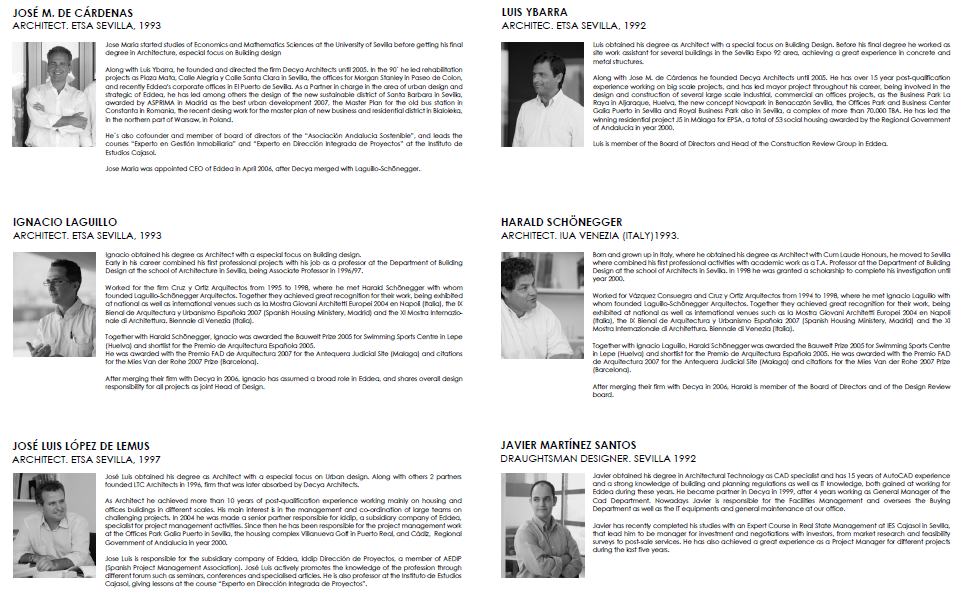 JOSÉ M. DE CÁRDENAS
ARCHITECT. ETSA SEVILLA, 1993
Jose Maria started studies of Economics and Mathematics Sciences at the University of Sevilla before getting his final
degree in Architecture, especial focus on Building design
Along with Luis Ybarra, he founded and directed the firm Decya Architects until 2005. In the 90´ he led rehabilitation
projects as Plaza Mata, Calle Alegria y Calle Santa Clara in Sevilla, the offices for Morgan Stanley in Paseo de Colon,
and recently Eddea's corporate offices in El Puerto de Sevilla. As a Partner in charge in the area of urban design and
strategic of Eddea, he has led among others the design of the new sustainable district of Santa Barbara in Sevilla,
awarded by ASPRIMA in Madrid as the best urban development 2007, the Master Plan for the old bus station in
Constanta in Romania, the recent desing work for the master plan of new business and residential district in Bialoleka,
in the northern part of Warsaw, in Poland.
He´s also cofounder and member of board of directors of the "Asociación Andalucia Sostenible", and leads the
courses "Experto en Gestión Inmobiliaria" and "Experto en Dirección Integrada de Proyectos" at the Instituto de
Estudios Cajasol.
Jose Maria was appointed CEO of Eddea in April 2006, after Decya merged with Laguillo-Schönegger.
LUIS YBARRA
ARCHITEC. ETSA SEVILLA, 1992
Luis obtained his degree as Architect with a special focus on Building Design. Before his final degree he worked as
site work assistant for several buildings in the Sevilla Expo 92 area, achieving a great experience in concrete and
metal structures.
Along with Jose M. de Cárdenas he founded Decya Architects until 2005. He has over 15 year post-qualification
experience working on big scale projects, and has led mayor project throughout his career, being involved in the
design and construction of several large scale industrial, commercial an offices projects, as the Business Park La
Raya in Aljaraque, Huelva, the new concept Novapark in Benacazón Sevilla, the Offices Park and Business Center
Galia Puerto in Sevilla and Royal Business Park also in Sevilla, a complex of more than 70.000 TBA. He has led the
winning residential project J5 in Málaga for EPSA, a total of 53 social housing awarded by the Regional Government
of Andalucia in year 2000.
Luis is member of the Board of Directors and Head of the Construction Review Group in Eddea.
IGNACIO LAGUILLO
ARCHITECT. ETSA SEVILLA, 1993
Ignacio obtained his degree as Architect with a especial focus on Building design.
Early in his career combined his first professional projects with his job as a professor at the Department of Building
Design at the school of Architecture in Sevilla, being Associate Professor in 1996/97.
Worked for the firm Cruz y Ortiz Arquitectos from 1995 to 1998, where he met Harald Schönegger with whom
founded Laguillo-Schönegger Arquitectos. Together they achieved great recognition for their work, being exhibited
at national as well as international venues such as la Mostra Giovani Architetti Europei 2004 en Napoli (Italia), the IX
Bienal de Arquitectura y Urbanismo Española 2007 (Spanish Housing Ministery, Madrid) and the XI Mostra Internazio-
nale di Architettura. Biennale di Venezia (Italia).
Together with Harald Schönegger, Ignacio was awarded the Bauwelt Prize 2005 for Swimming Sports Centre in Lepe
(Huelva) and shortlist for the Premio de Arquitectura Española 2005.
He was awarded with the Premio FAD de Arquitectura 2007 for the Antequera Judicial Site (Malaga) and citations
for the Mies Van der Rohe 2007 Prize (Barcelona).
After merging their firm with Decya in 2006, Ignacio has assumed a broad role in Eddea, and shares overall design
responsibility for all projects as joint Head of Design.
HARALD SCHÖNEGGER
ARCHITECT. IUA VENEZIA (ITALY)1993.
Born and grown up in Italy, where he obtained his degree as Architect with Cum Laude Honours, he moved to Sevilla
where combined his first professional activities with academic work as a T.A. Professor at the Department of Building
Design at the school of Architects in Sevilla. In 1998 he was granted a scholarship to complete his investigation until
year 2000.
Worked for Vázquez Consuegra and Cruz y Ortiz Arquitectos from 1994 to 1998, where he met Ignacio Laguillo with
whom founded Laguillo-Schönegger Arquitectos. Together they achieved great recognition for their work, being
exhibited at national as well as international venues such as la Mostra Giovani Architetti Europei 2004 en Napoli
(Italia), the IX Bienal de Arquitectura y Urbanismo Española 2007 (Spanish Housing Ministery, Madrid) and the XI
Mostra Internazionale di Architettura. Biennale di Venezia (Italia).
Together with Ignacio Laguillo, Harald Schönegger was awarded the Bauwelt Prize 2005 for Swimming Sports Centre
in Lepe (Huelva) and shortlist for the Premio de Arquitectura Española 2005. He was awarded with the Premio FAD
de Arquitectura 2007 for the Antequera Judicial Site (Malaga) and citations for the Mies Van der Rohe 2007 Prize
(Barcelona).
After merging their firm with Decya in 2006, Harald is member of the Board of Directors and of the Design Review
board.
JOSÉ LUIS LÓPEZ DE LEMUS
ARCHITECT. ETSA SEVILLA, 1997
José Luis obtained his degree as Architect with a especial focus on Urban design. Along with others 2 partners
founded LTC Architects in 1996, firm that was later absorbed by Decya Architects.
As Architect he achieved more than 10 years of post-qualification experience working mainly on housing and
offices buildings in different scales. His main interest is in the management and co-ordination of large teams on
challenging projects. In 2004 he was made a senior partner responsible for iddip, a subsidiary company of Eddea,
specialist for project management activities. Since then he has been responsible for the project management work
at the Offices Park Galia Puerto in Sevilla, the housing complex Villanueva Golf in Puerto Real, and Cádiz, Regional
Government of Andalucia in year 2000.
Jose Luis is responsible for the subsidiary company of Eddea, Iddip Dirección de Proyectos, a member of AEDIP
(Spanish Project Management Association). José Luis actively promotes the knowledge of the profession through
different forum such as seminars, conferences and specialised articles. He is also professor at the Instituto de Estudios
Cajasol, giving lessons at the course "Experto en Dirección Integrada de Proyectos".
JAVIER MARTÍNEZ SANTOS
DRAUGHTSMAN DESIGNER. SEVILLA 1992
Javier obtained his degree in Architectural Technology as CAD specialist and has 15 years of AutoCAD experience
and a strong knowledge of building and planning regulations as well as IT knowledge, both gained at working for
Eddea during these years. He became partner in Decya in 1999, after 4 years working as General Manager of the
Cad Department. Nowadays Javier is responsible for the Facilities Management and oversees the Buying
Department as well as the IT equipments and general maintenance at our office.
Javier has recently completed his studies with an Expert Course in Real State Management at IES Cajasol in Sevilla,
that lead him to be manager for investment and negotiations with investors, from market research and feasibility
surveys to post-sale services. He has also achieved a great experience as a Project Manager for different projects
during the last five years.